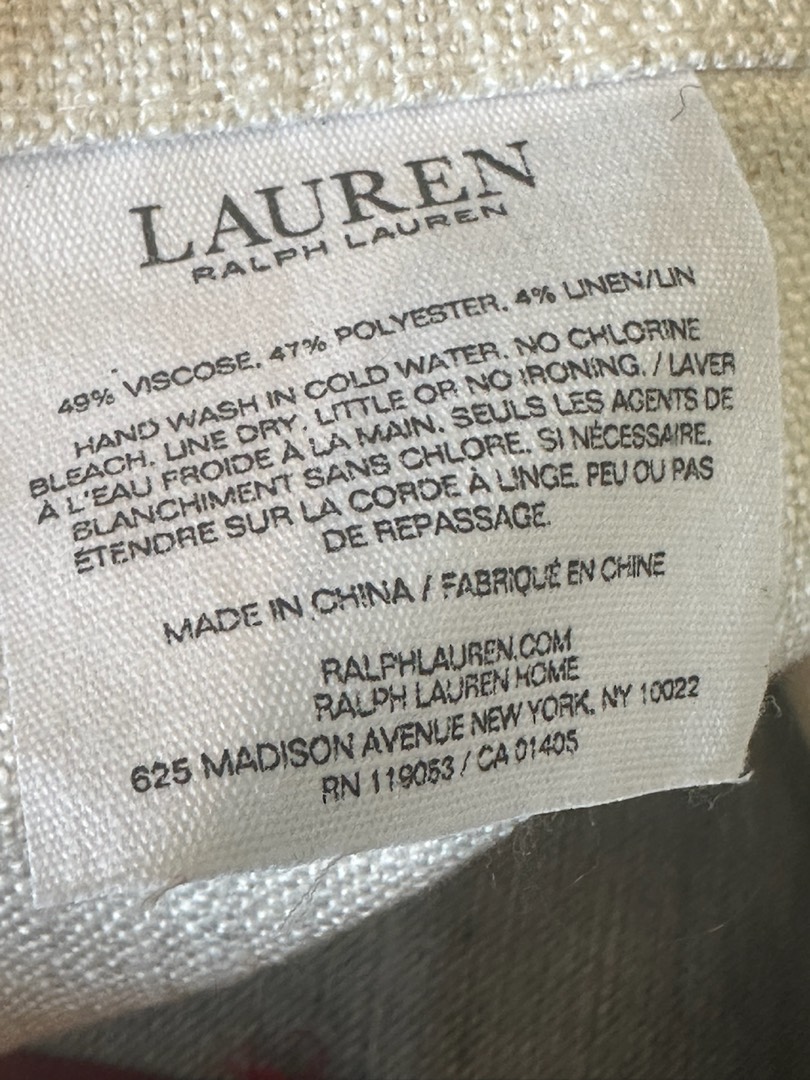 LAUREN
RALPH LAUREN
49% VISCOSE. 47% POLYESTER. 4% LINEN/LIN
HAND WASH IN COLD WATER. NO CHLORINE
BLEACH. LINE DRY. LITTLE OR NO IRONING. / LAVER
À L'EAU FROIDE À LA MAIN. SEULS LES AGENTS DE
BLANCHIMENT SANS CHLORE. SI NÉCESSAIRE.
ÉTENDRE SUR LA CORDE À LINGE. PEU OU PAS
DE REPASSAGE.
MADE IN CHINA / FABRIQUÉ EN CHINE
RALPHLAUREN.COM
RALPH LAUREN HOME
625 MADISON AVENUE NEW YORK. NY 10022
RN 119053 / CA 01405